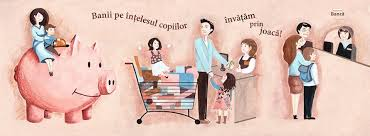 Banii pe înțelesul copiilor
învățăm
prin
joacă!
Bancă